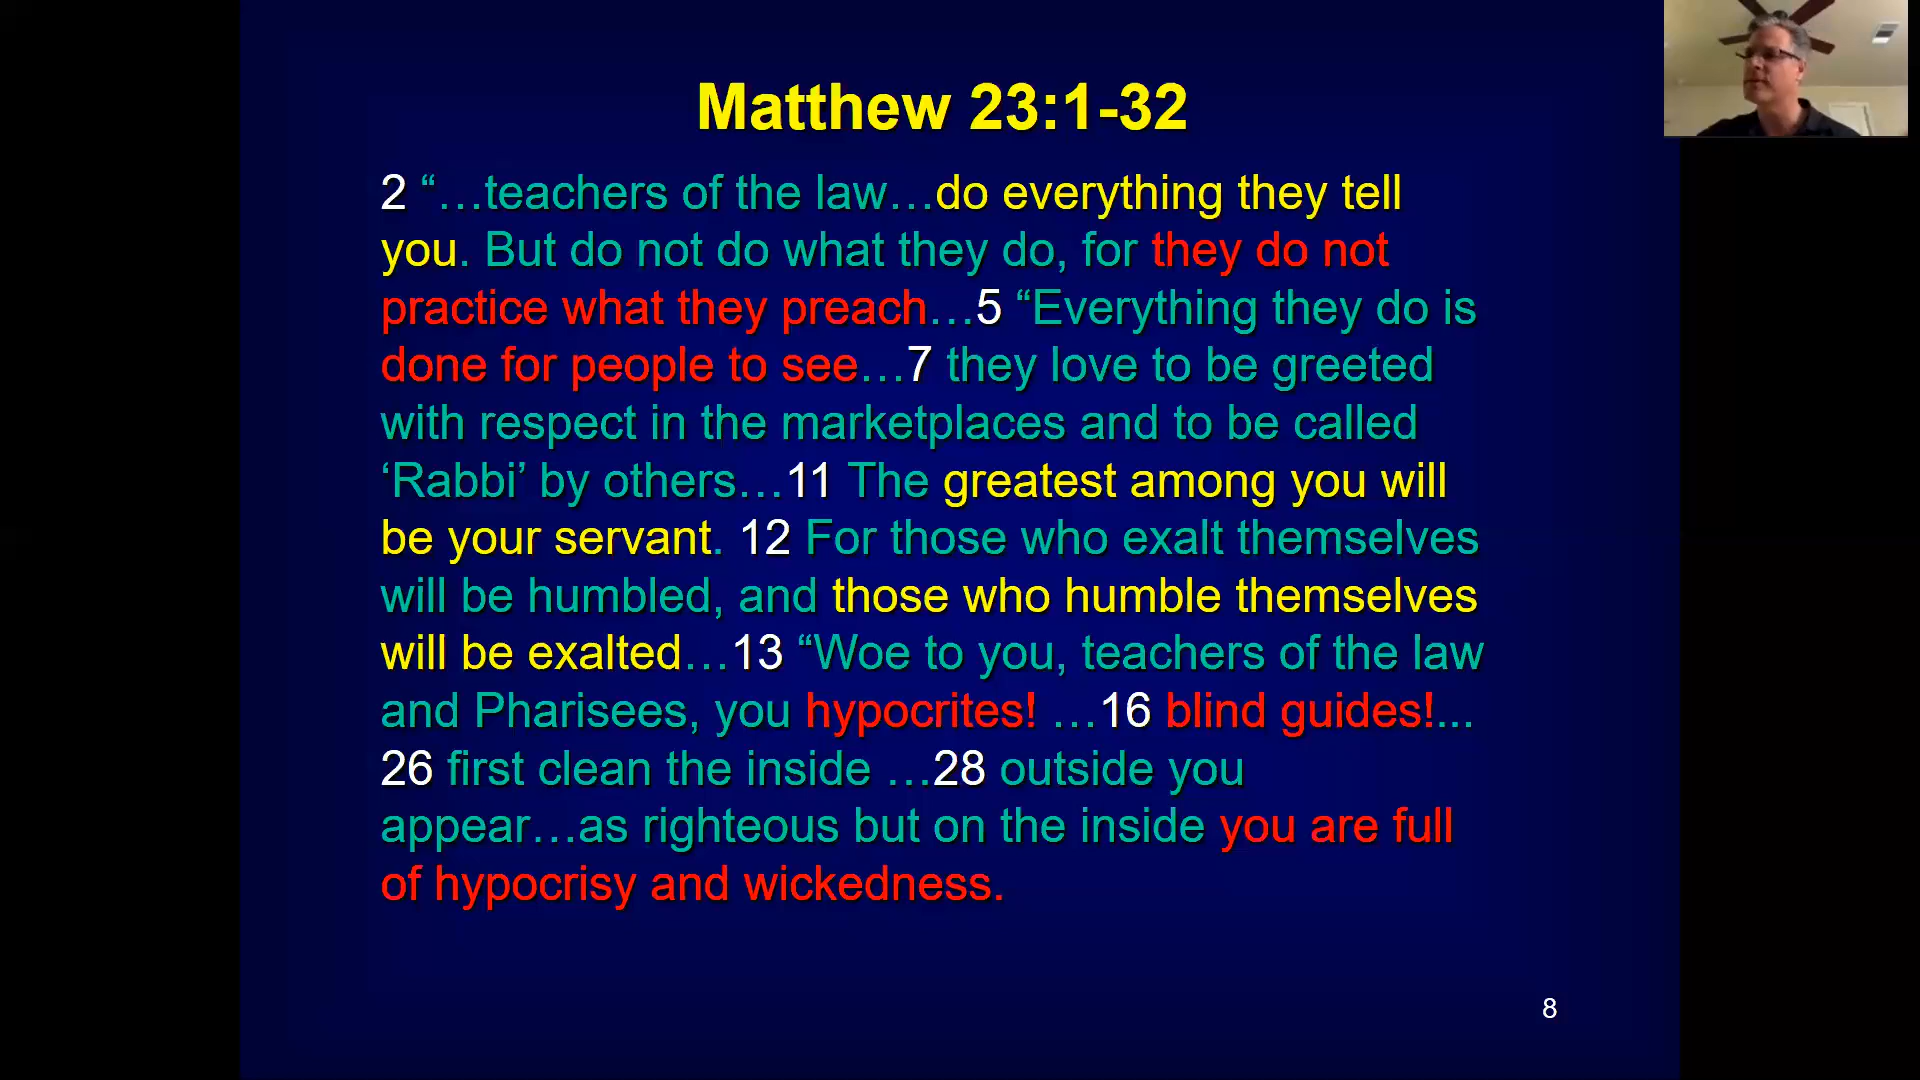 Matthew 23:1-32
2 “…teachers of the law…do everything they tell
you. But do not do what they do, for they do not
practice what they preach…5 “Everything they do is
done for people to see…7 they love to be greeted
with respect in the marketplaces and to be called
‘Rabbi’ by others…11 The greatest among you will
be your servant. 12 For those who exalt themselves
will be humbled, and those who humble themselves
will be exalted…13 “Woe to you, teachers of the law
and Pharisees, you hypocrites! …16 blind guides!...
26 first clean the inside …28 outside you
appear…as righteous but on the inside you are full
of hypocrisy and wickedness.
8